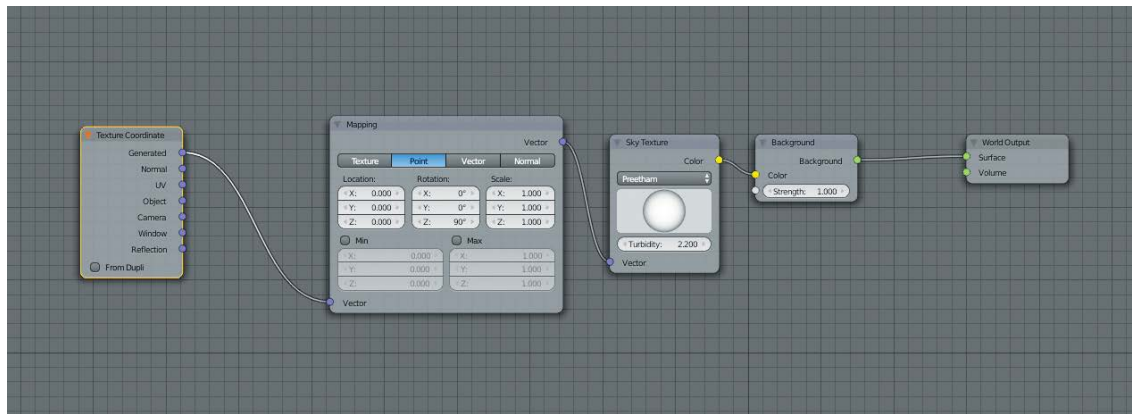 Texture Coordinate
Generated
Normal
UV
Object
Camera
Window
Reflection
From Dupli
Mapping
Vector
Texture Point Vector Normal
Location: Rotation: Scale:
X: 0.000 X: 0° X: 1.000
Y: 0.000 Y: 0° Y: 1.000
Z: 0.000 Z: 90° Z: 1.000
Min Max
X: 0.000 X: 1.000
Y: 0.000 Y: 1.000
Z: 0.000 Z: 1.000
Vector
Sky Texture
Color
Preetham
Turbidity: 2.200
Vector
Background
Background
Color
Strength: 1.000
World Output
Surface
Volume